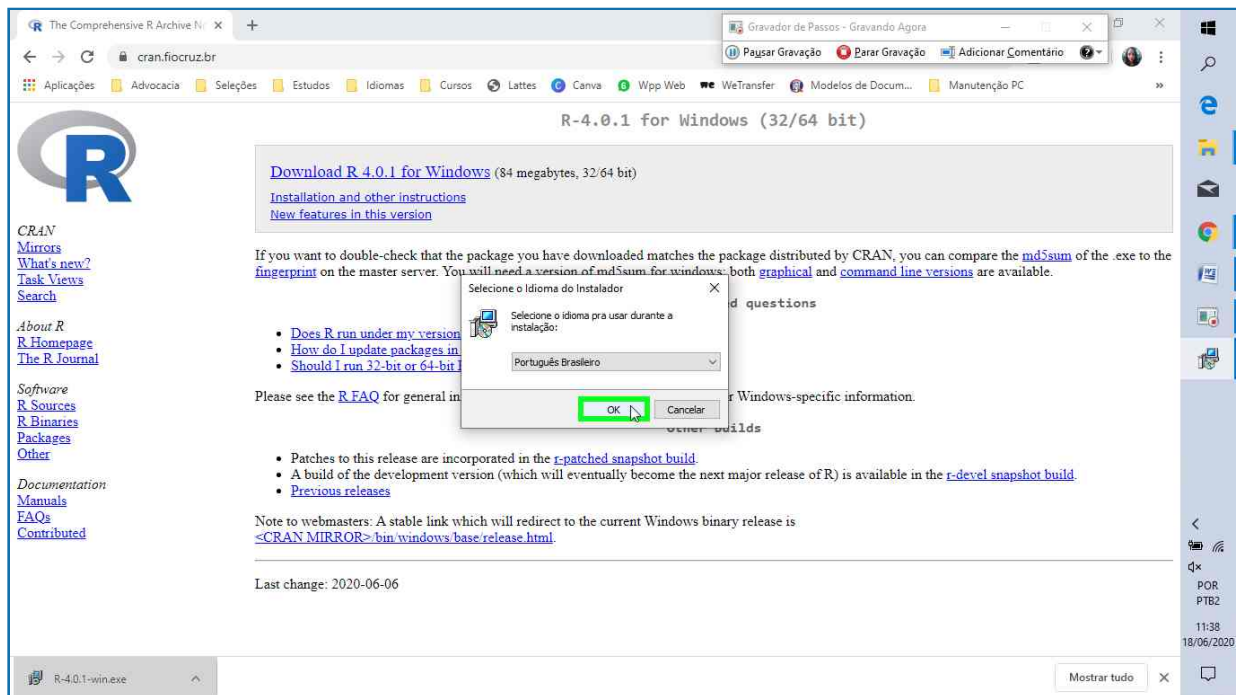 The Comprehensive R Archive N
Gravador de Passos - Gravando Agora
cran.fiocruz.br
Pausar Gravação Parar Gravação Adicionar Comentário
Aplicações Advocacia Seleções Estudos Idiomas Cursos Lattes Canva Wpp Web WeTransfer Modelos de Docum... Manutenção PC »
R
R-4.0.1 for Windows (32/64 bit)
Download R 4.0.1 for Windows (84 megabytes, 32/64 bit)
Installation and other instructions
New features in this version
CRAN
Mirrors
What's new?
Task Views
Search
About R
R Homepage
The R Journal
Software
R Sources
R Binaries
Packages
Other
Documentation
Manuals
FAQs
Contributed
If you want to double-check that the package you have downloaded matches the package distributed by CRAN, you can compare the md5sum of the .exe to the
fingerprint on the master server. You will need a version of md5sum for windows: both graphical and command line versions are available.
d questions
Does R run under my version
How do I update packages in
Should I run 32-bit or 64-bit
Please see the R FAQ for general in
r Windows-specific information.
Other builds
Selecione o Idioma do Instalador
Selecione o idioma pra usar durante a
instalação:
Português Brasileiro
OK Cancelar
Patches to this release are incorporated in the r-patched snapshot build.
A build of the development version (which will eventually become the next major release of R) is available in the r-devel snapshot build.
Previous releases
Note to webmasters: A stable link which will redirect to the current Windows binary release is
<CRAN MIRROR>/bin/windows/base/release.html.
Last change: 2020-06-06
R-4.0.1-win.exe
Mostrar tudo
POR
PTB2
11:38
18/06/2020